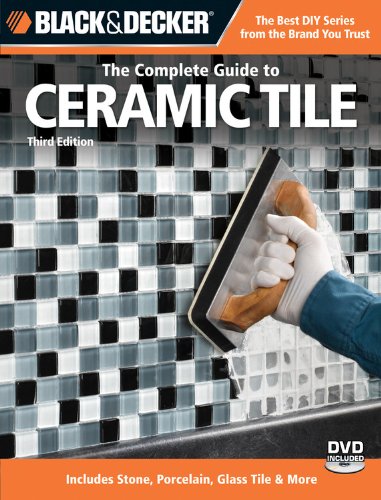 BLACK&DECKER
The Best DIY Series
from the Brand You Trust
The Complete Guide to
CERAMIC TILE
Third Edition
DVD
INCLUDED
Includes Stone, Porcelain, Glass Tile & More